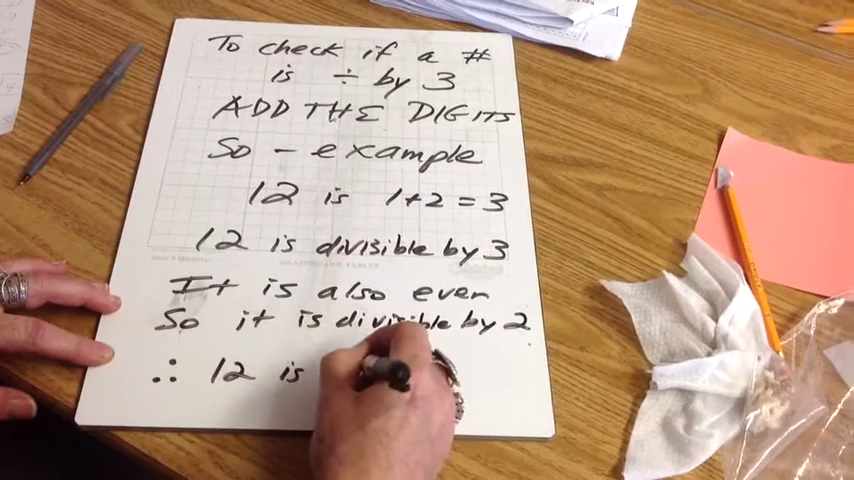 To check if a #
is ÷ by 3
ADD THE DIGITS
So - example
12 is 1+2 = 3
12 is divisible by 3
It is also even
So it is divisible by 2
∴ 12 is